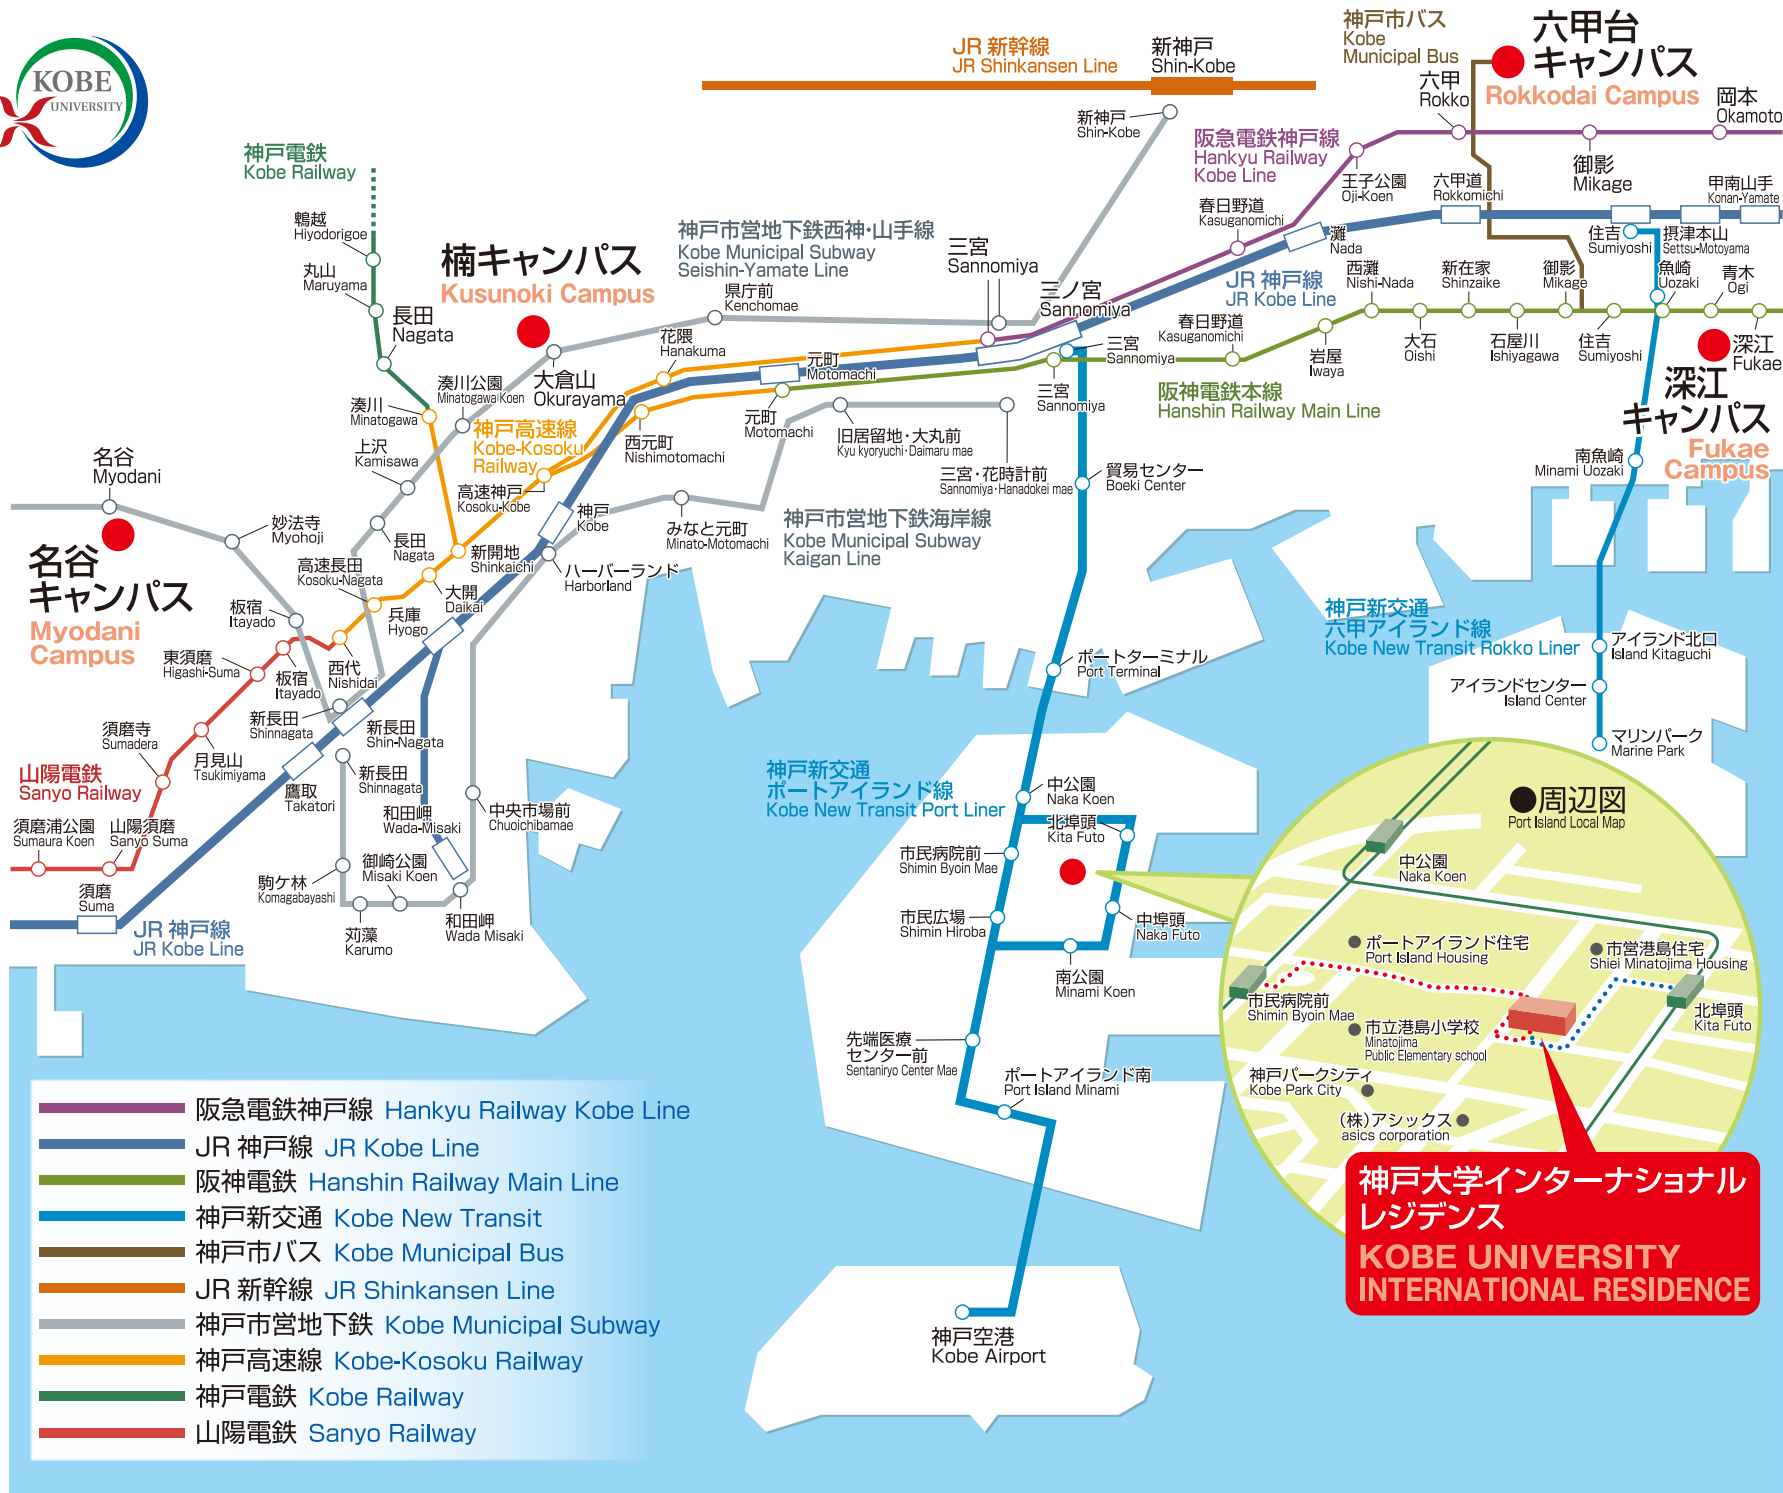 KOBE
UNIVERSITY
JR 新幹線
JR Shinkansen Line
新神戸
Shin-Kobe
神戸市バス
Kobe
Municipal Bus
六甲台
キャンパス
Rokkodai Campus
六甲
Rokko
岡本
Okamoto
新神戸
Shin-Kobe
阪急電鉄神戸線
Hankyu Railway
Kobe Line
王子公園
Oji-Koen
御影
Mikage
六甲道
Rokkomichi
甲南山手
Konan-Yamate
神戸電鉄
Kobe Railway
鵯越
Hiyodorigoe
丸山
Maruyama
長田
Nagata
楠キャンパス
Kusunoki Campus
神戸市営地下鉄西神・山手線
Kobe Municipal Subway
Seishin-Yamate Line
県庁前
Kenchomae
三宮
Sannomiya
三ノ宮
Sannomiya
春日野道
Kasuganomichi
灘
Nada
JR 神戸線
JR Kobe Line
西灘
Nishi-Nada
新在家
Shinzaike
御影
Mikage
住吉
Sumiyoshi
摂津本山
Settsu-Motoyama
魚崎
Uozaki
青木
Ogi
春日野道
Kasuganomichi
岩屋
Iwaya
大石
Oishi
石屋川
Ishiyagawa
住吉
Sumiyoshi
深江
Fukae
深江
キャンパス
Fukae
Campus
阪神電鉄本線
Hanshin Railway Main Line
三宮
Sannomiya
三宮
Sannomiya
花隈
Hanakuma
元町
Motomachi
大倉山
Okurayama
湊川公園
Minatogawa Koen
湊川
Minatogawa
上沢
Kamisawa
神戸高速線
Kobe-Kosoku
Railway
西元町
Nishimotomachi
元町
Motomachi
旧居留地・大丸前
Kyu kyoryuchi・Daimaru mae
三宮・花時計前
Sannomiya・Hanadokei mae
貿易センター
Boeki Center
南魚崎
Minami Uozaki
名谷
Myodani
名谷
キャンパス
Myodani
Campus
妙法寺
Myohoji
長田
Nagata
高速神戸
Kosoku-Kobe
神戸
Kobe
みなと元町
Minato-Motomachi
神戸市営地下鉄海岸線
Kobe Municipal Subway
Kaigan Line
新開地
Shinkaichi
ハーバーランド
Harborland
高速長田
Kosoku-Nagata
大開
Daikai
兵庫
Hyogo
板宿
Itayado
東須磨
Higashi-Suma
板宿
Itayado
西代
Nishidai
新長田
Shinnagata
新長田
Shin-Nagata
新長田
Shinnagata
須磨寺
Sumadera
月見山
Tsukimiyama
山陽電鉄
Sanyo Railway
須磨浦公園
Sumaura Koen
山陽須磨
Sanyo Suma
鷹取
Takatori
須磨
Suma
JR 神戸線
JR Kobe Line
和田岬
Wada-Misaki
中央市場前
Chuoichibamae
御崎公園
Misaki Koen
駒ケ林
Komagabayashi
苅藻
Karumo
和田岬
Wada Misaki
神戸新交通
六甲アイランド線
Kobe New Transit Rokko Liner
アイランド北口
Island Kitaguchi
アイランドセンター
Island Center
マリンパーク
Marine Park
ポートターミナル
Port Terminal
神戸新交通
ポートアイランド線
Kobe New Transit Port Liner
中公園
Naka Koen
北埠頭
Kita Futo
市民病院前
Shimin Byoin Mae
市民広場
Shimin Hiroba
中埠頭
Naka Futo
南公園
Minami Koen
先端医療
センター前
Sentaniryo Center Mae
ポートアイランド南
Port Island Minami
神戸空港
Kobe Airport
●周辺図
Port Island Local Map
中公園
Naka Koen
ポートアイランド住宅
Port Island Housing
市営港島住宅
Shiei Minatojima Housing
市民病院前
Shimin Byoin Mae
北埠頭
Kita Futo
市立港島小学校
Minatojima
Public Elementary school
神戸パークシティ
Kobe Park City
(株)アシックス
asics corporation
神戸大学インターナショナル
レジデンス
KOBE UNIVERSITY
INTERNATIONAL RESIDENCE
阪急電鉄神戸線 Hankyu Railway Kobe Line
JR 神戸線 JR Kobe Line
阪神電鉄 Hanshin Railway Main Line
神戸新交通 Kobe New Transit
神戸市バス Kobe Municipal Bus
JR 新幹線 JR Shinkansen Line
神戸市営地下鉄 Kobe Municipal Subway
神戸高速線 Kobe-Kosoku Railway
神戸電鉄 Kobe Railway
山陽電鉄 Sanyo Railway